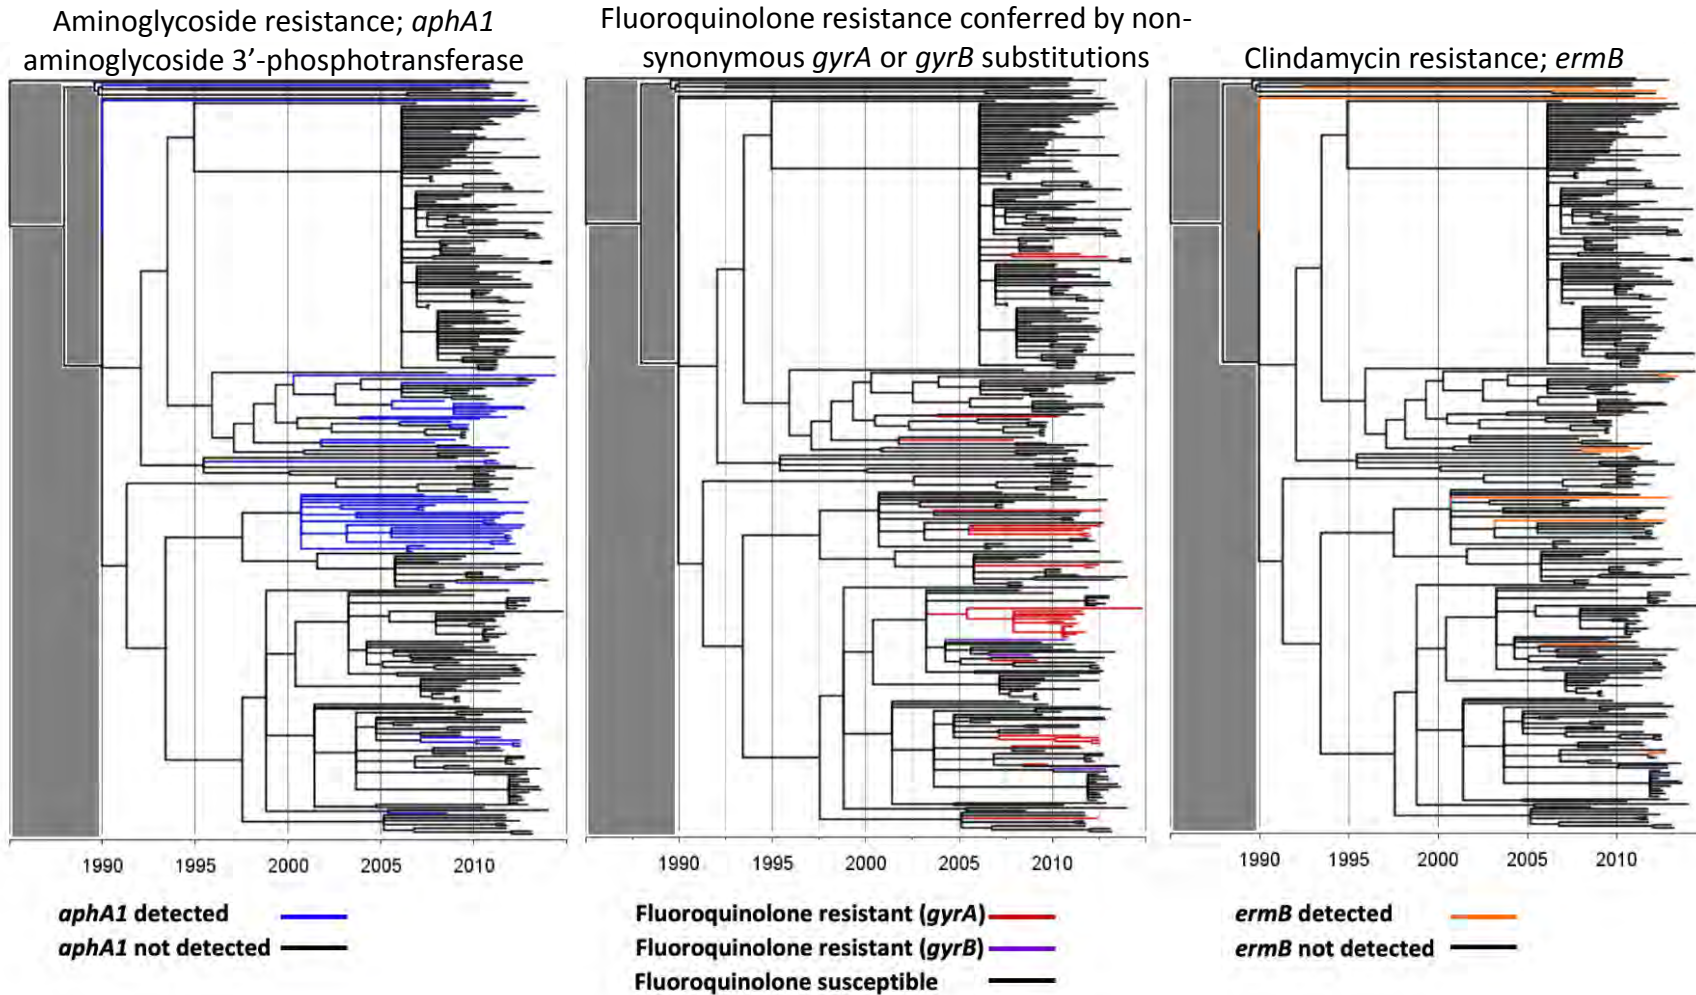 Aminoglycoside resistance; aphA1
aminoglycoside 3’-phosphotransferase
Fluoroquinolone resistance conferred by non-
synonymous gyrA or gyrB substitutions
Clindamycin resistance; ermB
1990 1995 2000 2005 2010
1990 1995 2000 2005 2010
1990 1995 2000 2005 2010
aphA1 detected
aphA1 not detected
Fluoroquinolone resistant (gyrA)
Fluoroquinolone resistant (gyrB)
Fluoroquinolone susceptible
ermB detected
ermB not detected